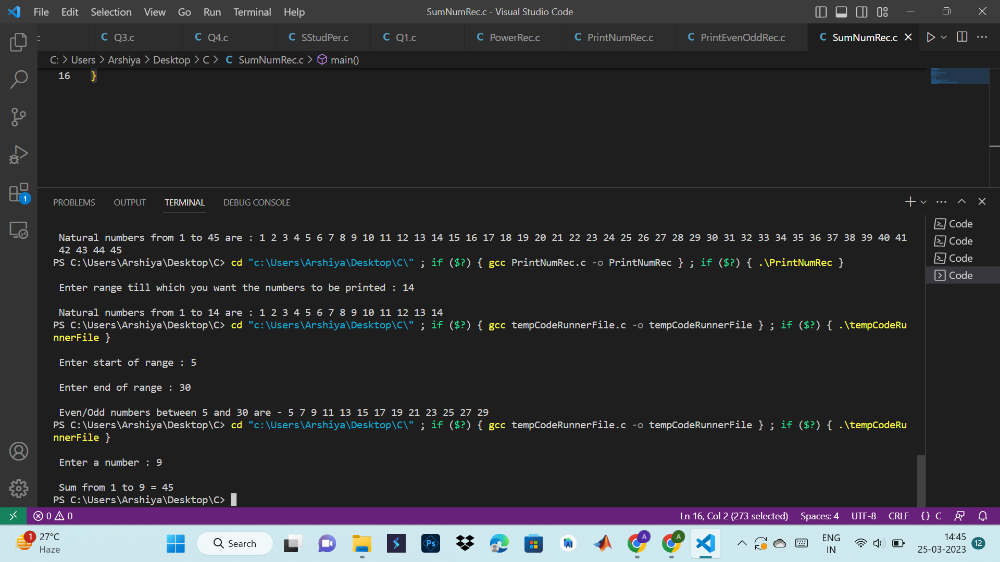 File Edit Selection View Go Run Terminal Help SumNumRec.c - Visual Studio Code
C Q3.c C Q4.c C SStudPer.c C Q1.c C PowerRec.c C PrintNumRec.c C PrintEvenOddRec.c C SumNumRec.c
C: > Users > Arshiya > Desktop > C > C SumNumRec.c > main()
16 }
1
PROBLEMS OUTPUT TERMINAL DEBUG CONSOLE
Code
Code
Code
Code
Natural numbers from 1 to 45 are : 1 2 3 4 5 6 7 8 9 10 11 12 13 14 15 16 17 18 19 20 21 22 23 24 25 26 27 28 29 30 31 32 33 34 35 36 37 38 39 40 41
42 43 44 45
PS C:\Users\Arshiya\Desktop\C> cd "c:\Users\Arshiya\Desktop\C\" ; if ($?) { gcc PrintNumRec.c -o PrintNumRec } ; if ($?) { .\PrintNumRec }
Enter range till which you want the numbers to be printed : 14
Natural numbers from 1 to 14 are : 1 2 3 4 5 6 7 8 9 10 11 12 13 14
PS C:\Users\Arshiya\Desktop\C> cd "c:\Users\Arshiya\Desktop\C\" ; if ($?) { gcc tempCodeRunnerFile.c -o tempCodeRunnerFile } ; if ($?) { .\tempCodeRu
nnerFile }
Enter start of range : 5
Enter end of range : 30
Even/Odd numbers between 5 and 30 are - 5 7 9 11 13 15 17 19 21 23 25 27 29
PS C:\Users\Arshiya\Desktop\C> cd "c:\Users\Arshiya\Desktop\C\" ; if ($?) { gcc tempCodeRunnerFile.c -o tempCodeRunnerFile } ; if ($?) { .\tempCodeRu
nnerFile }
Enter a number : 9
Sum from 1 to 9 = 45
PS C:\Users\Arshiya\Desktop\C>
0 0 Ln 16, Col 2 (273 selected) Spaces: 4 UTF-8 CRLF {} C
1 27°C
Haze
Search
Ps
A A
ENG
IN
14:45
25-03-2023
12